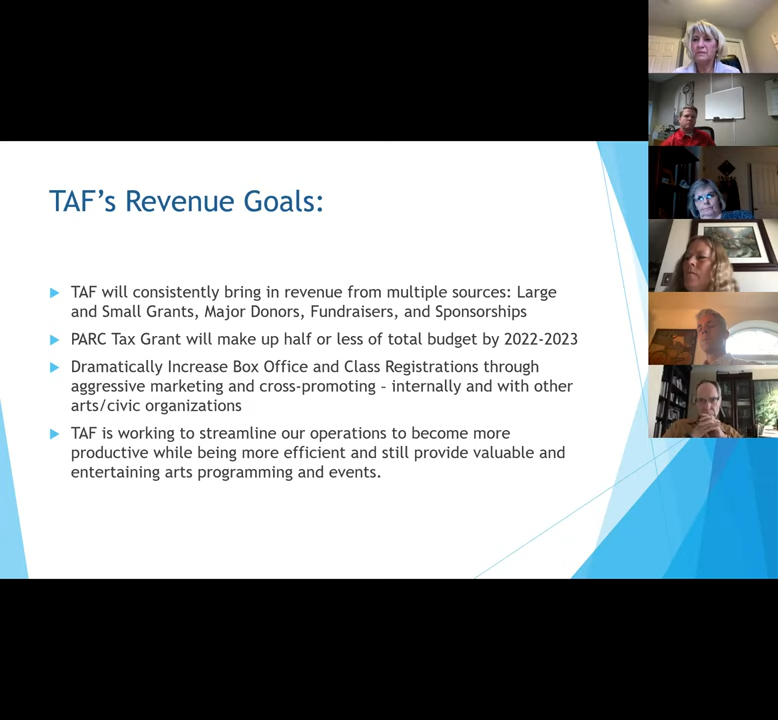 TAF’s Revenue Goals:
TAF will consistently bring in revenue from multiple sources: Large
and Small Grants, Major Donors, Fundraisers, and Sponsorships
PARC Tax Grant will make up half or less of total budget by 2022-2023
Dramatically Increase Box Office and Class Registrations through
aggressive marketing and cross-promoting – internally and with other
arts/civic organizations
TAF is working to streamline our operations to become more
productive while being more efficient and still provide valuable and
entertaining arts programming and events.